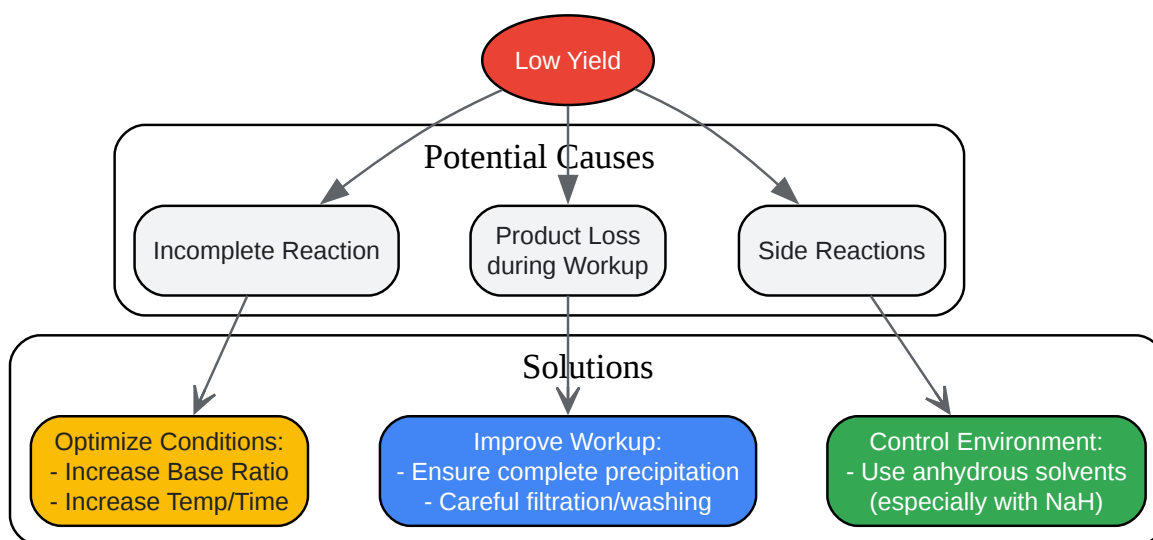 Low Yield
Potential Causes
Incomplete Reaction
Product Loss
during Workup
Side Reactions
Solutions
Optimize Conditions:
- Increase Base Ratio
- Increase Temp/Time
Improve Workup:
- Ensure complete precipitation
- Careful filtration/washing
Control Environment:
- Use anhydrous solvents
(especially with NaH)